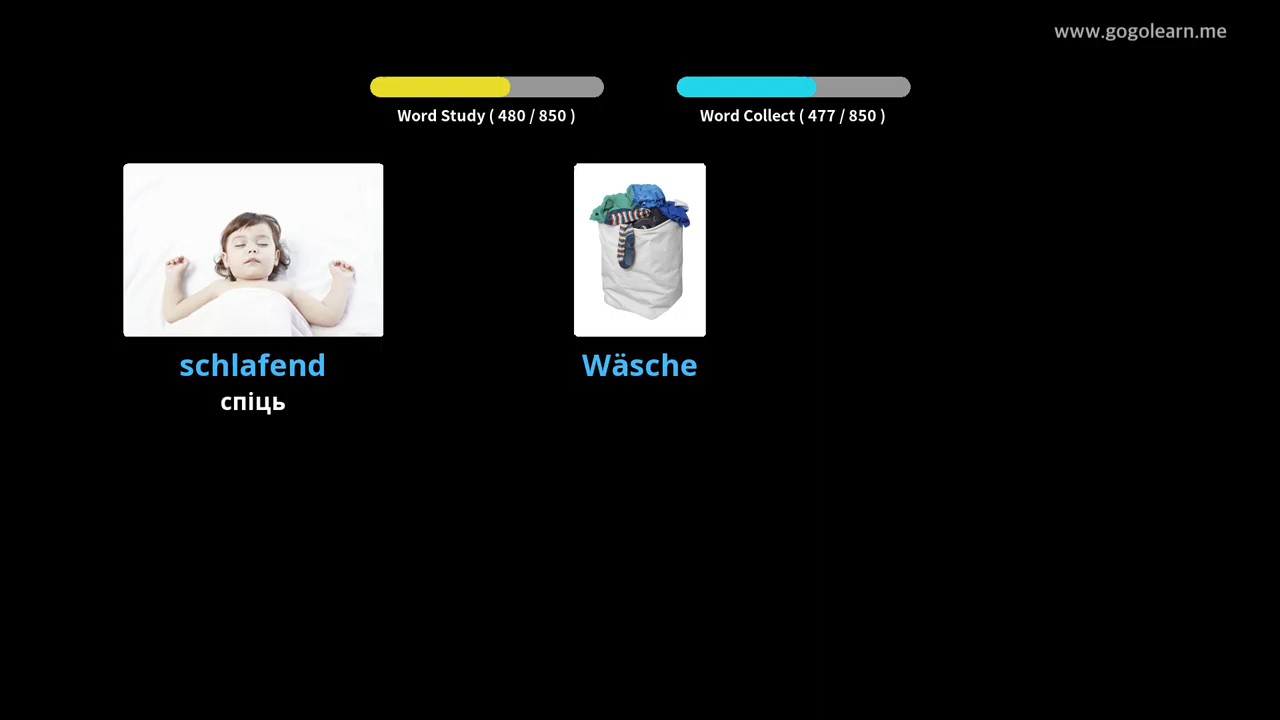 www.gogolearn.me
Word Study ( 480 / 850 )
Word Collect ( 477 / 850 )
schlafend
спіць
Wäsche